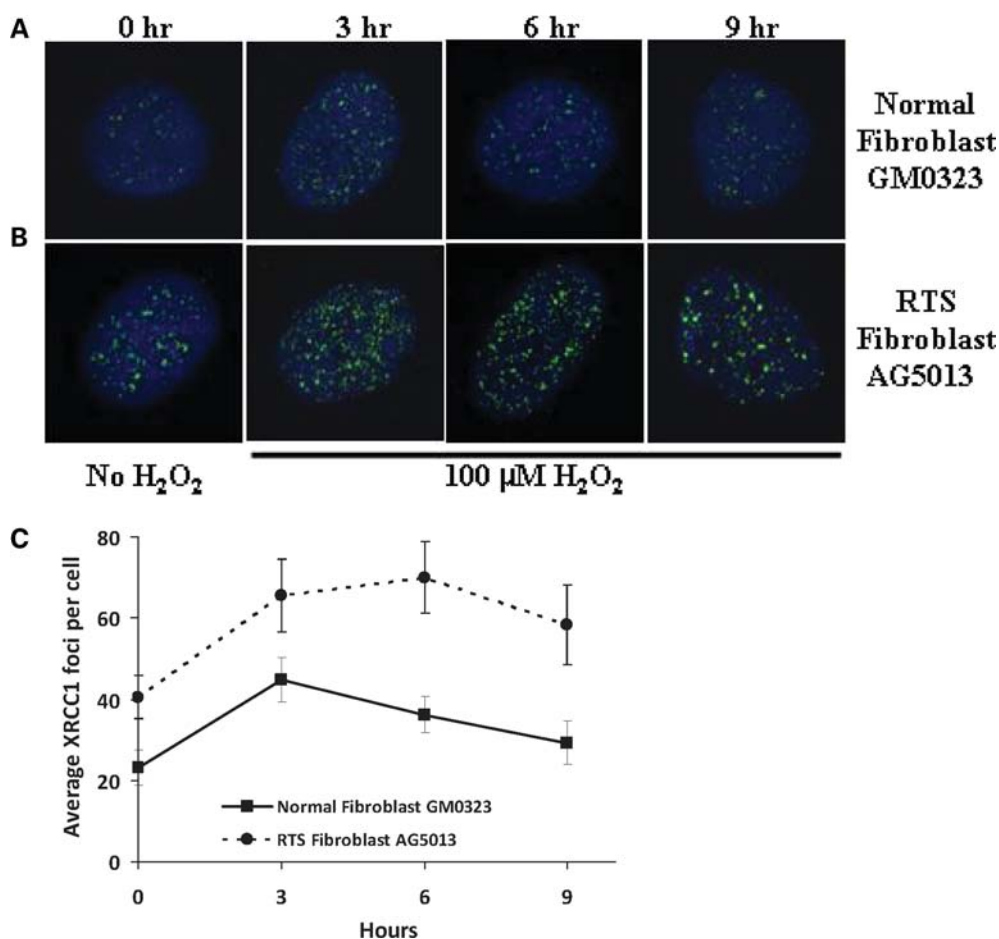 A
0 hr 3 hr 6 hr 9 hr
Normal
Fibroblast
GM0323
B
RTS
Fibroblast
AG5013
No H₂O₂ 100 µM H₂O₂
C
Average XRCC1 foci per cell
80
60
40
20
0
Normal Fibroblast GM0323
RTS Fibroblast AG5013
0 3 6 9
Hours